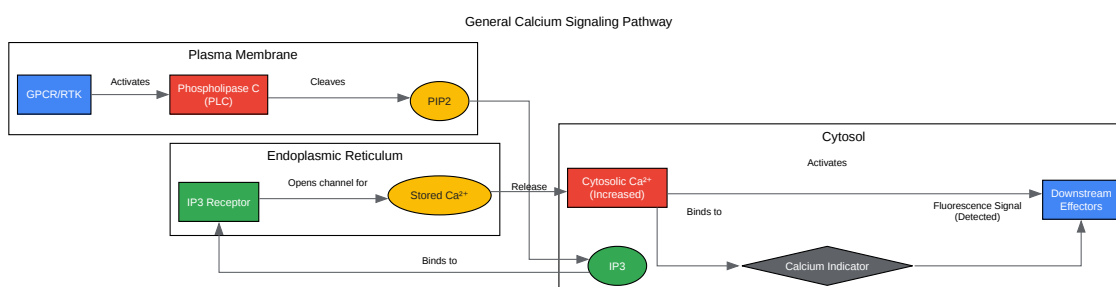 General Calcium Signaling Pathway
Plasma Membrane
GPCR/RTK
Activates
Phospholipase C
(PLC)
Cleaves
PIP2
Endoplasmic Reticulum
IP3 Receptor
Opens channel for
Stored Ca²⁺
Release
Cytosol
Cytosolic Ca²⁺
(Increased)
Activates
Binds to
Fluorescence Signal
(Detected)
Downstream
Effectors
Binds to
IP3
Calcium Indicator